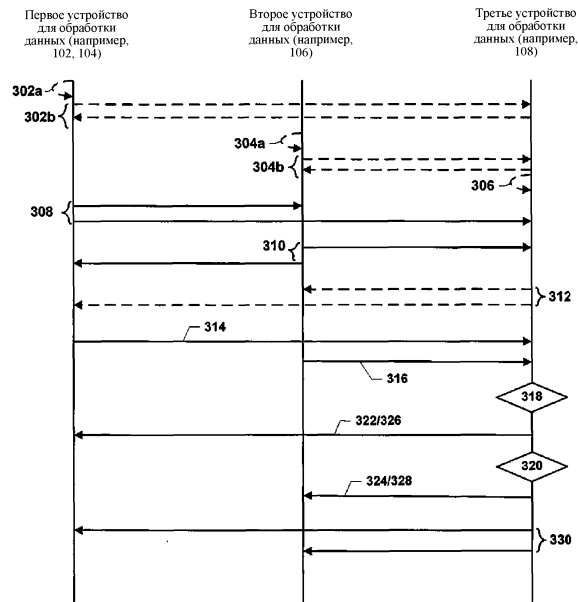 Первое устройство
для обработки
данных (например,
102, 104)
Второе устройство
для обработки
данных (например,
106)
Третье устройство
для обработки
данных (например,
108)
302a
302b
304a
304b
306
308
310
312
314
316
318
322/326
320
324/328
330